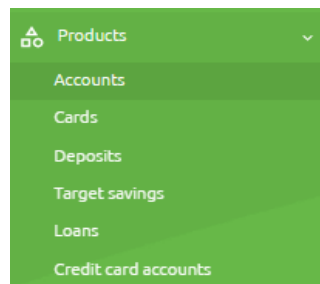 Products
Accounts
Cards
Deposits
Target savings
Loans
Credit card accounts